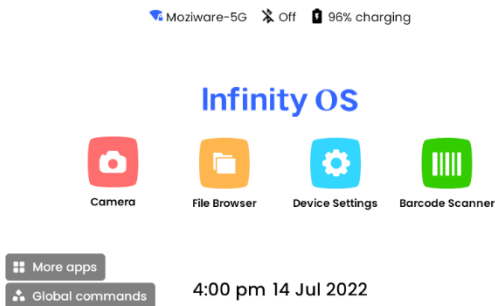 Moziware-5G Off 96% charging
Infinity OS
Camera File Browser Device Settings Barcode Scanner
More apps
Global commands
4:00 pm 14 Jul 2022